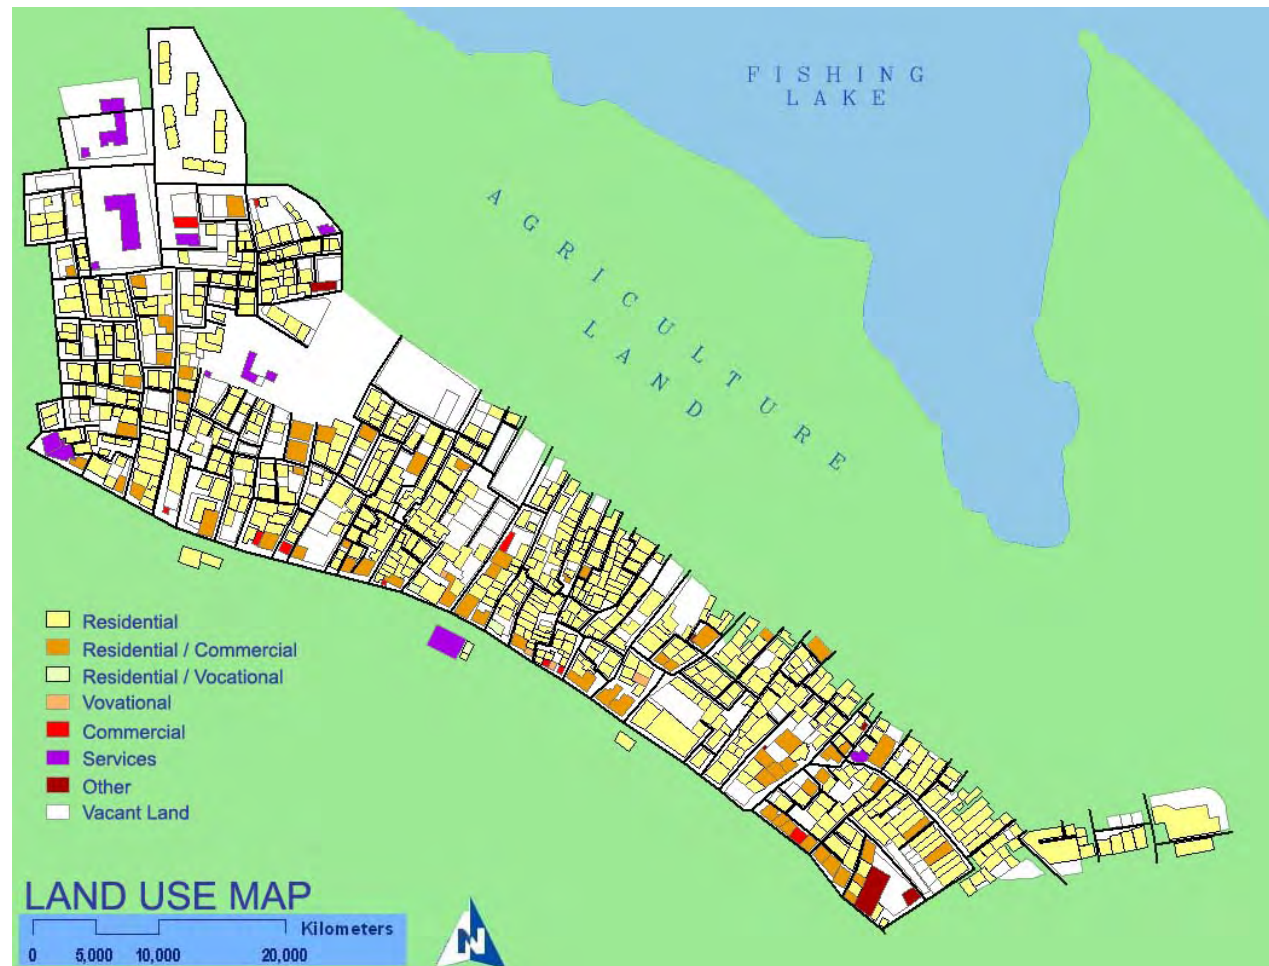 FISHING
LAKE
AGRICULTURE
LAND
Residential
Residential / Commercial
Residential / Vocational
Vovational
Commercial
Services
Other
Vacant Land
LAND USE MAP
Kilometers
0 5,000 10,000 20,000
N